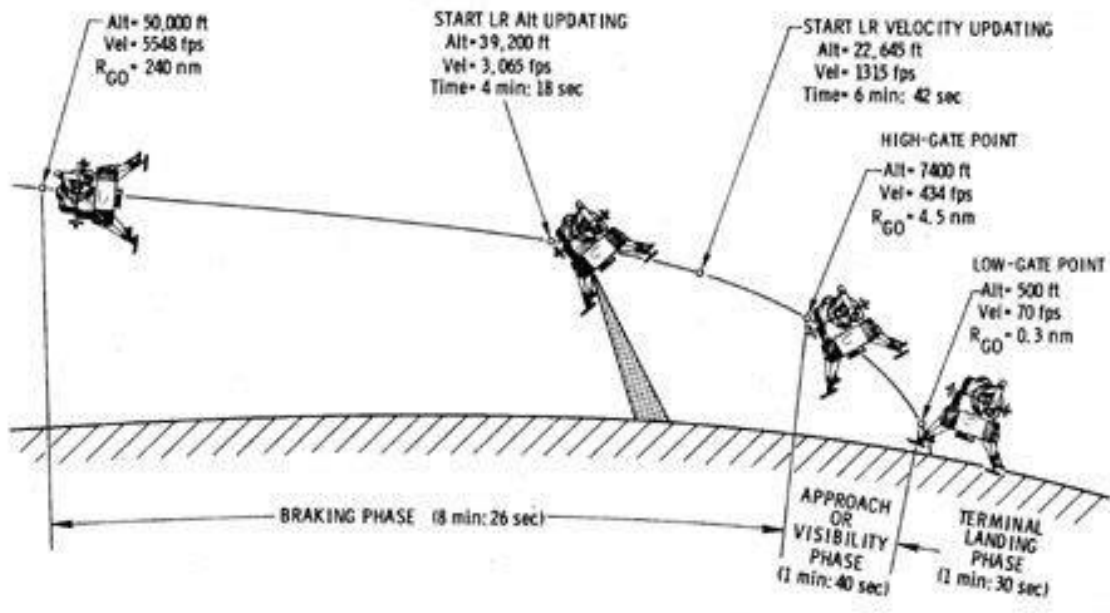 Alt= 50,000 ft
Vel= 5548 fps
RGO = 240 nm
START LR Alt UPDATING
Alt= 39,200 ft
Vel= 3,065 fps
Time= 4 min: 18 sec
START LR VELOCITY UPDATING
Alt= 22,645 ft
Vel= 1315 fps
Time= 6 min: 42 sec
HIGH-GATE POINT
Alt= 7400 ft
Vel= 434 fps
RGO = 4.5 nm
LOW-GATE POINT
Alt= 500 ft
Vel= 70 fps
RGO = 0.3 nm
BRAKING PHASE (8 min: 26 sec)
APPROACH
OR
VISIBILITY
PHASE
(1 min: 40 sec)
TERMINAL
LANDING
PHASE
(1 min: 30 sec)